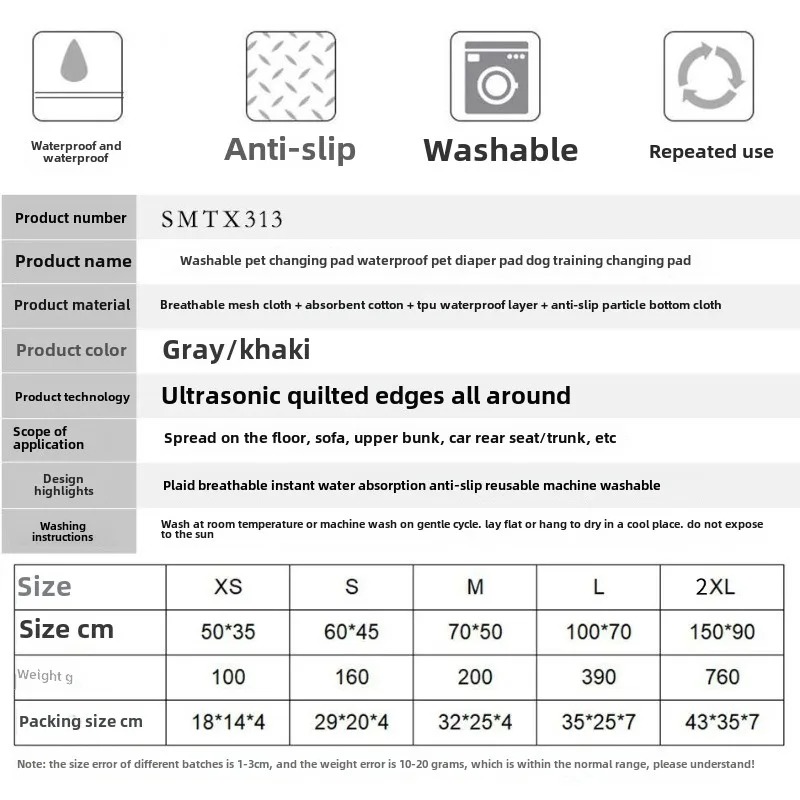 Waterproof and
waterproof
Anti-slip
Washable
Repeated use
Product number SMTX313
Product name Washable pet changing pad waterproof pet diaper pad dog training changing pad
Product material Breathable mesh cloth + absorbent cotton + tpu waterproof layer + anti-slip particle bottom cloth
Product color Gray/khaki
Product technology Ultrasonic quilted edges all around
Scope of
application
Spread on the floor, sofa, upper bunk, car rear seat/trunk, etc
Design
highlights
Plaid breathable instant water absorption anti-slip reusable machine washable
Washing
instructions
Wash at room temperature or machine wash on gentle cycle. lay flat or hang to dry in a cool place. do not expose
to the sun
Size XS S M L 2XL
Size cm 50*35 60*45 70*50 100*70 150*90
Weight g 100 160 200 390 760
Packing size cm 18*14*4 29*20*4 32*25*4 35*25*7 43*35*7
Note: the size error of different batches is 1-3cm, and the weight error is 10-20 grams, which is within the normal range, please understand!